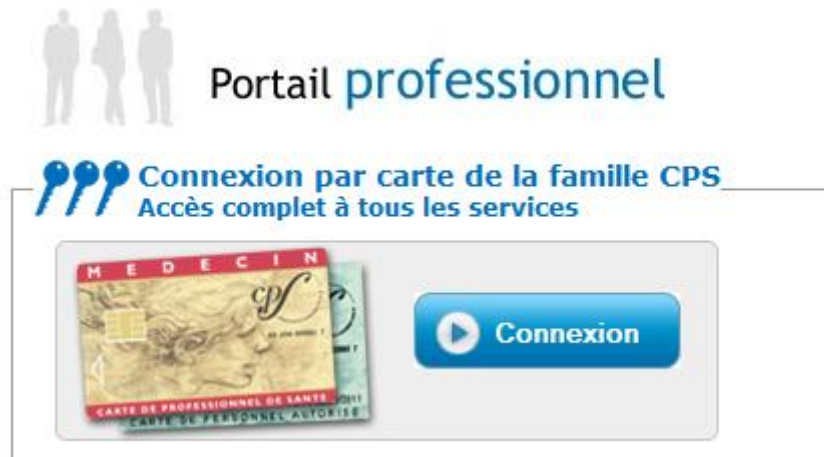 Portail professionnel
Connexion par carte de la famille CPS
Accès complet à tous les services
MEDECIN
cps
Connexion
CARTE DE PROFESSIONNEL DE SANTE
CARTE DE PERSONNEL AUTORISE